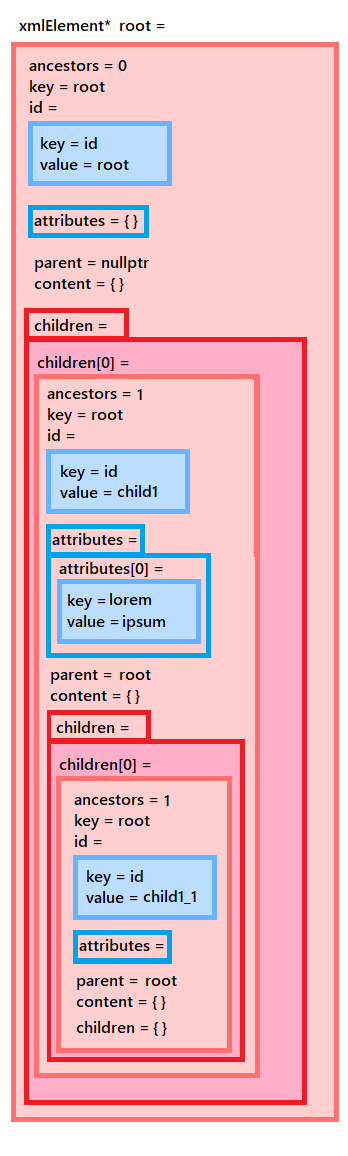 xmlElement* root =
ancestors = 0
key = root
id =
key = id
value = root
attributes = { }
parent = nullptr
content = { }
children =
children[0] =
ancestors = 1
key = root
id =
key = id
value = child1
attributes =
attributes[0] =
key = lorem
value = ipsum
parent = root
content = { }
children =
children[0] =
ancestors = 1
key = root
id =
key = id
value = child1_1
attributes =
parent = root
content = { }
children = { }